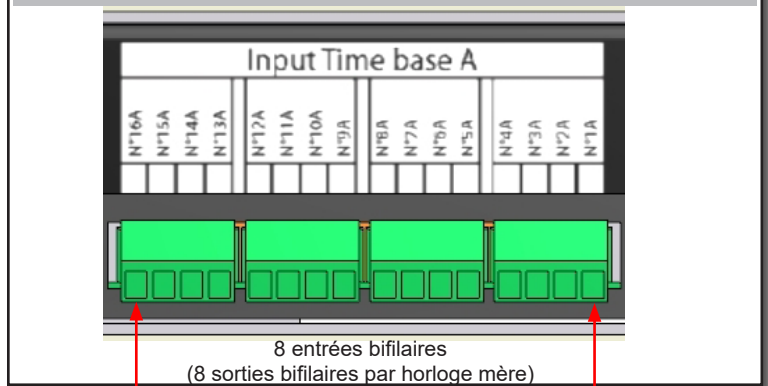 Input Time base A
N°16A
N°15A
N°14A
N°13A
N°12A
N°11A
N°10A
N°9A
N°8A
N°7A
N°6A
N°5A
N°4A
N°3A
N°2A
N°1A
8 entrées bifilaires
(8 sorties bifilaires par horloge mère)